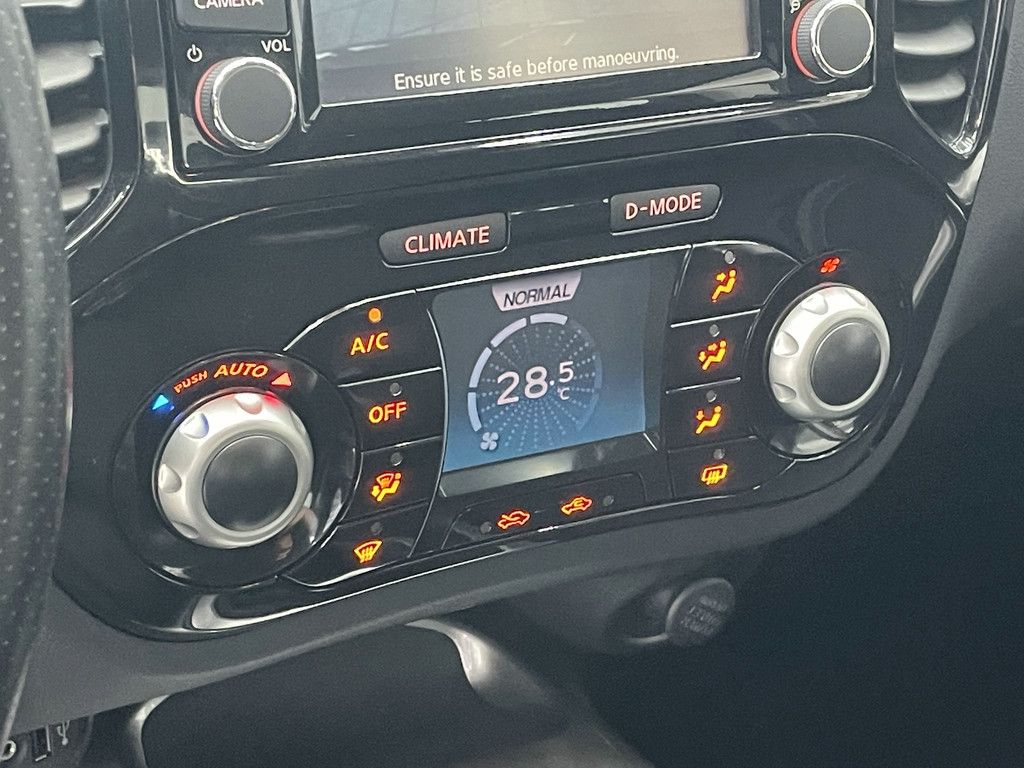 CAMERA
VOL
Ensure it is safe before manoeuvring.
CLIMATE
D-MODE
NORMAL
A/C
PUSH AUTO
28.5
°C
OFF